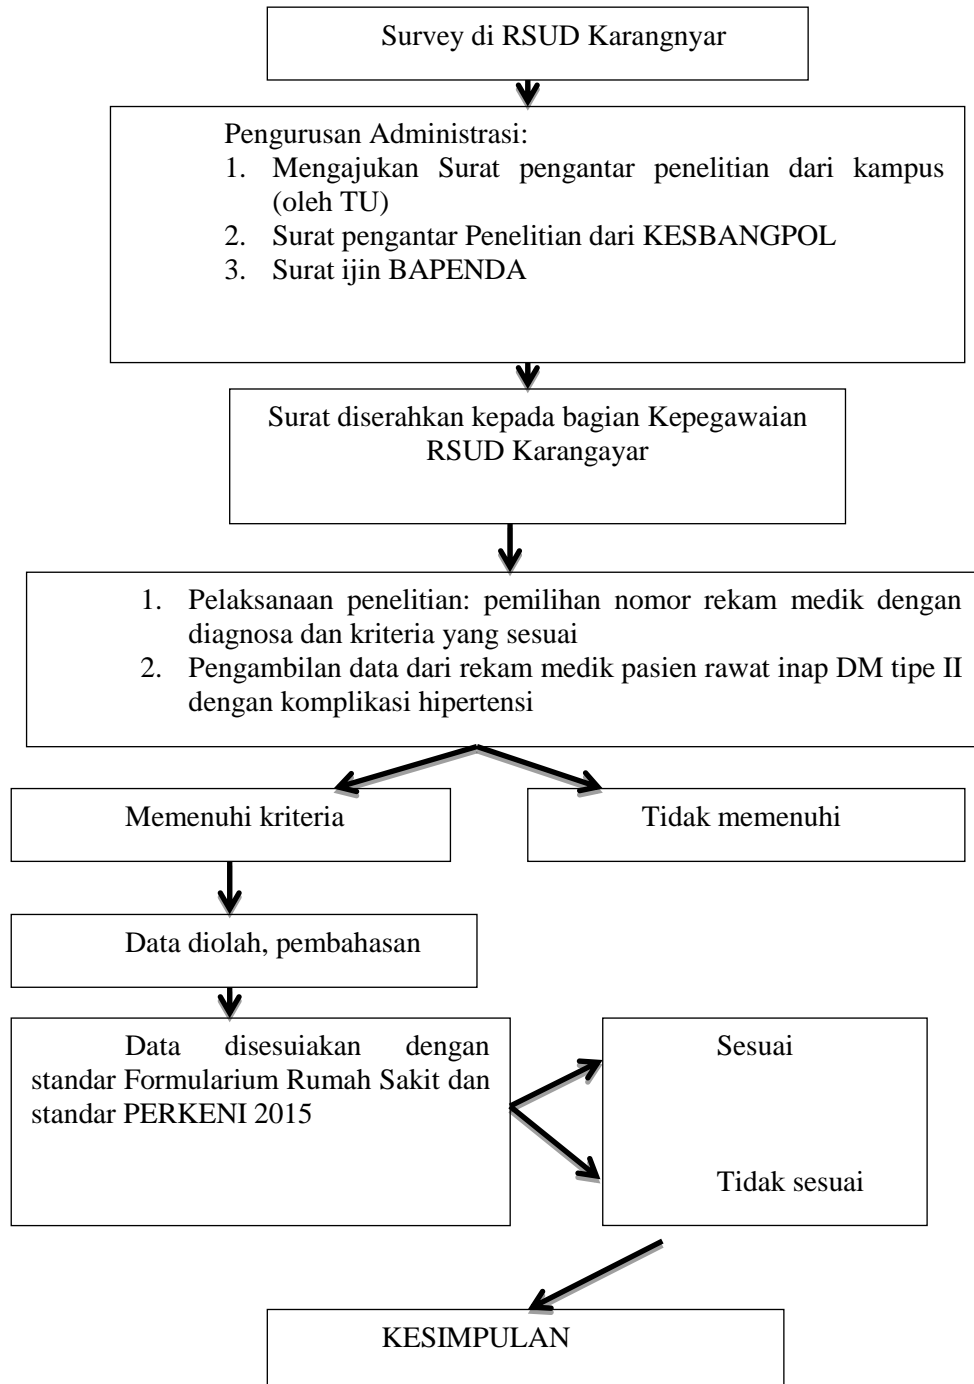 Survey di RSUD Karangnyar
Pengurusan Administrasi:
1. Mengajukan Surat pengantar penelitian dari kampus
(oleh TU)
2. Surat pengantar Penelitian dari KESBANGPOL
3. Surat ijin BAPENDA
Surat diserahkan kepada bagian Kepegawaian
RSUD Karangayar
1. Pelaksanaan penelitian: pemilihan nomor rekam medik dengan
diagnosa dan kriteria yang sesuai
2. Pengambilan data dari rekam medik pasien rawat inap DM tipe II
dengan komplikasi hipertensi
Memenuhi kriteria
Tidak memenuhi
Data diolah, pembahasan
Data disesuiakan dengan
standar Formularium Rumah Sakit dan
standar PERKENI 2015
Sesuai
Tidak sesuai
KESIMPULAN